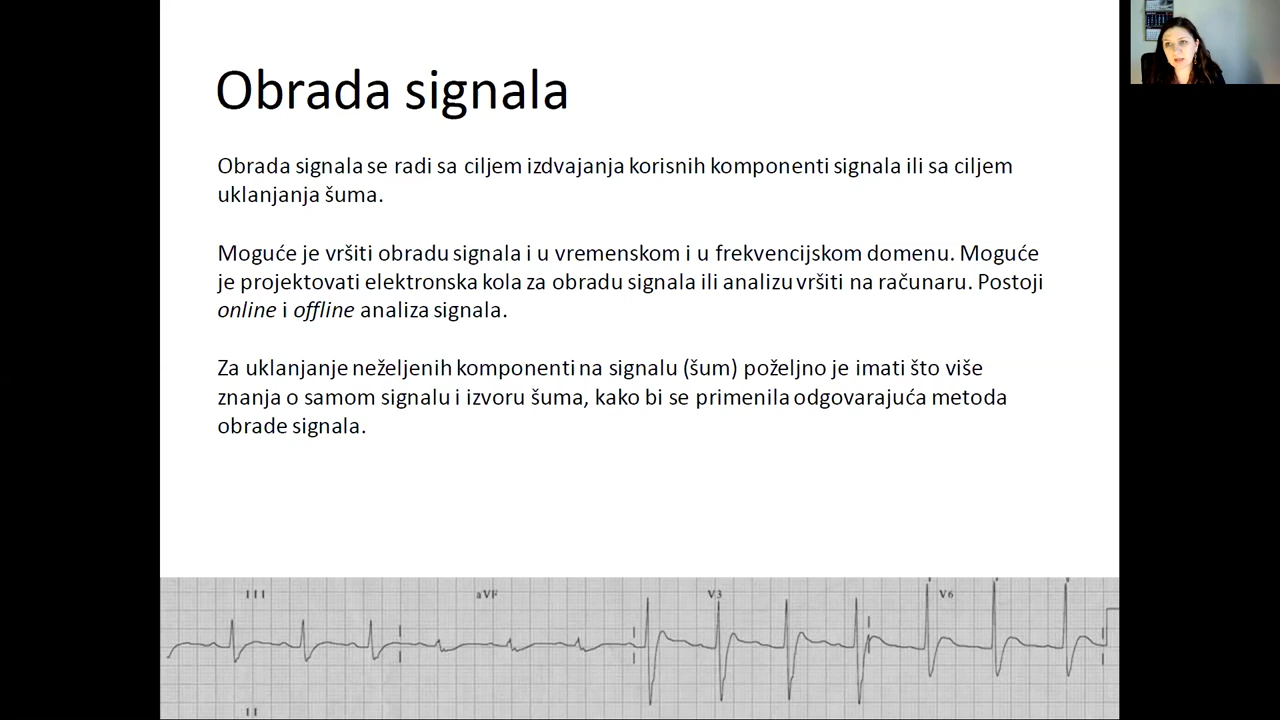 Obrada signala
Obrada signala se radi sa ciljem izdvajanja korisnih komponenti signala ili sa ciljem
uklanjanja šuma.
Moguće je vršiti obradu signala i u vremenskom i u frekvencijskom domenu. Moguće
je projektovati elektronska kola za obradu signala ili analizu vršiti na računaru. Postoji
online i offline analiza signala.
Za uklanjanje neželjenih komponenti na signalu (šum) poželjno je imati što više
znanja o samom signalu i izvoru šuma, kako bi se primenila odgovarajuća metoda
obrade signala.
III aVF V3 V6
II